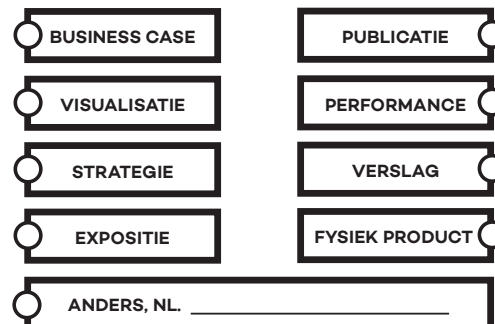 BUSINESS CASE
PUBLICATIE
VISUALISATIE
PERFORMANCE
STRATEGIE
VERSLAG
EXPOSITIE
FYSIEK PRODUCT
ANDERS, NL.